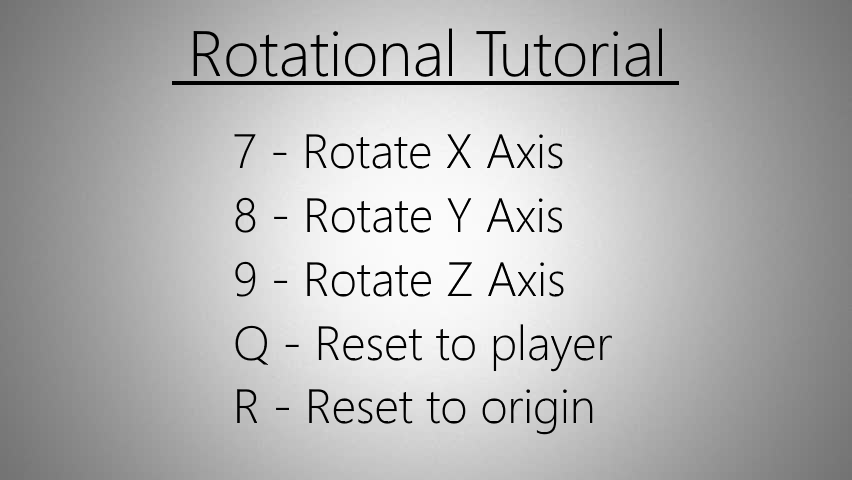 Rotational Tutorial
7 - Rotate X Axis
8 - Rotate Y Axis
9 - Rotate Z Axis
Q - Reset to player
R - Reset to origin